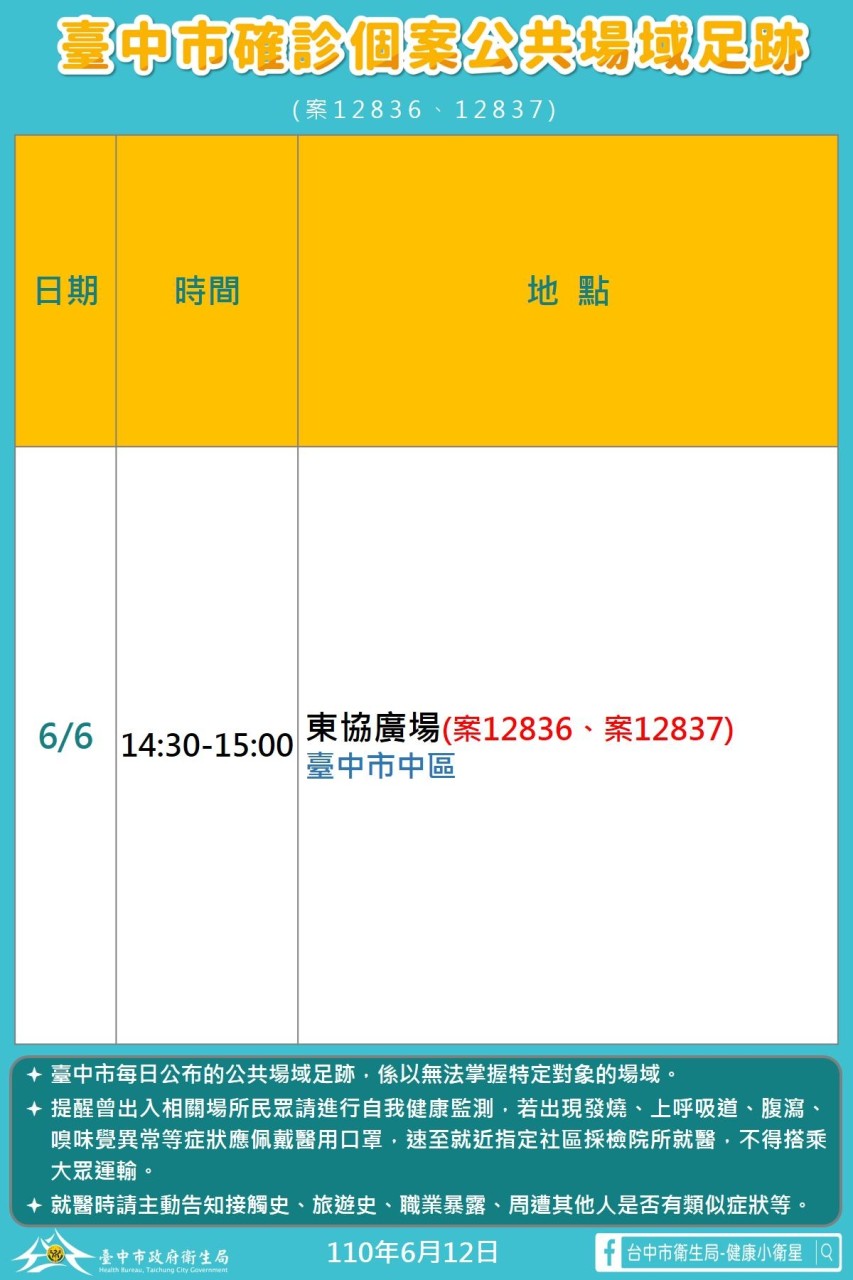 臺中市確診個案公共場域足跡
(案12836、12837)
日期 時間 地點
6/6 14:30-15:00 東協廣場(案12836、案12837)
臺中市中區
臺中市每日公布的公共場域足跡，係以無法掌握特定對象的場域。
提醒曾出入相關場所民眾請進行自我健康監測，若出現發燒、上呼吸道、腹瀉、
嗅味覺異常等症狀應佩戴醫用口罩，速至就近指定社區採檢院所就醫，不得搭乘
大眾運輸。
就醫時請主動告知接觸史、旅遊史、職業暴露、周遭其他人是否有類似症狀等。
臺中市政府衛生局
Health Bureau, Taichung City Government
110年6月12日
台中市衛生局-健康小衛星